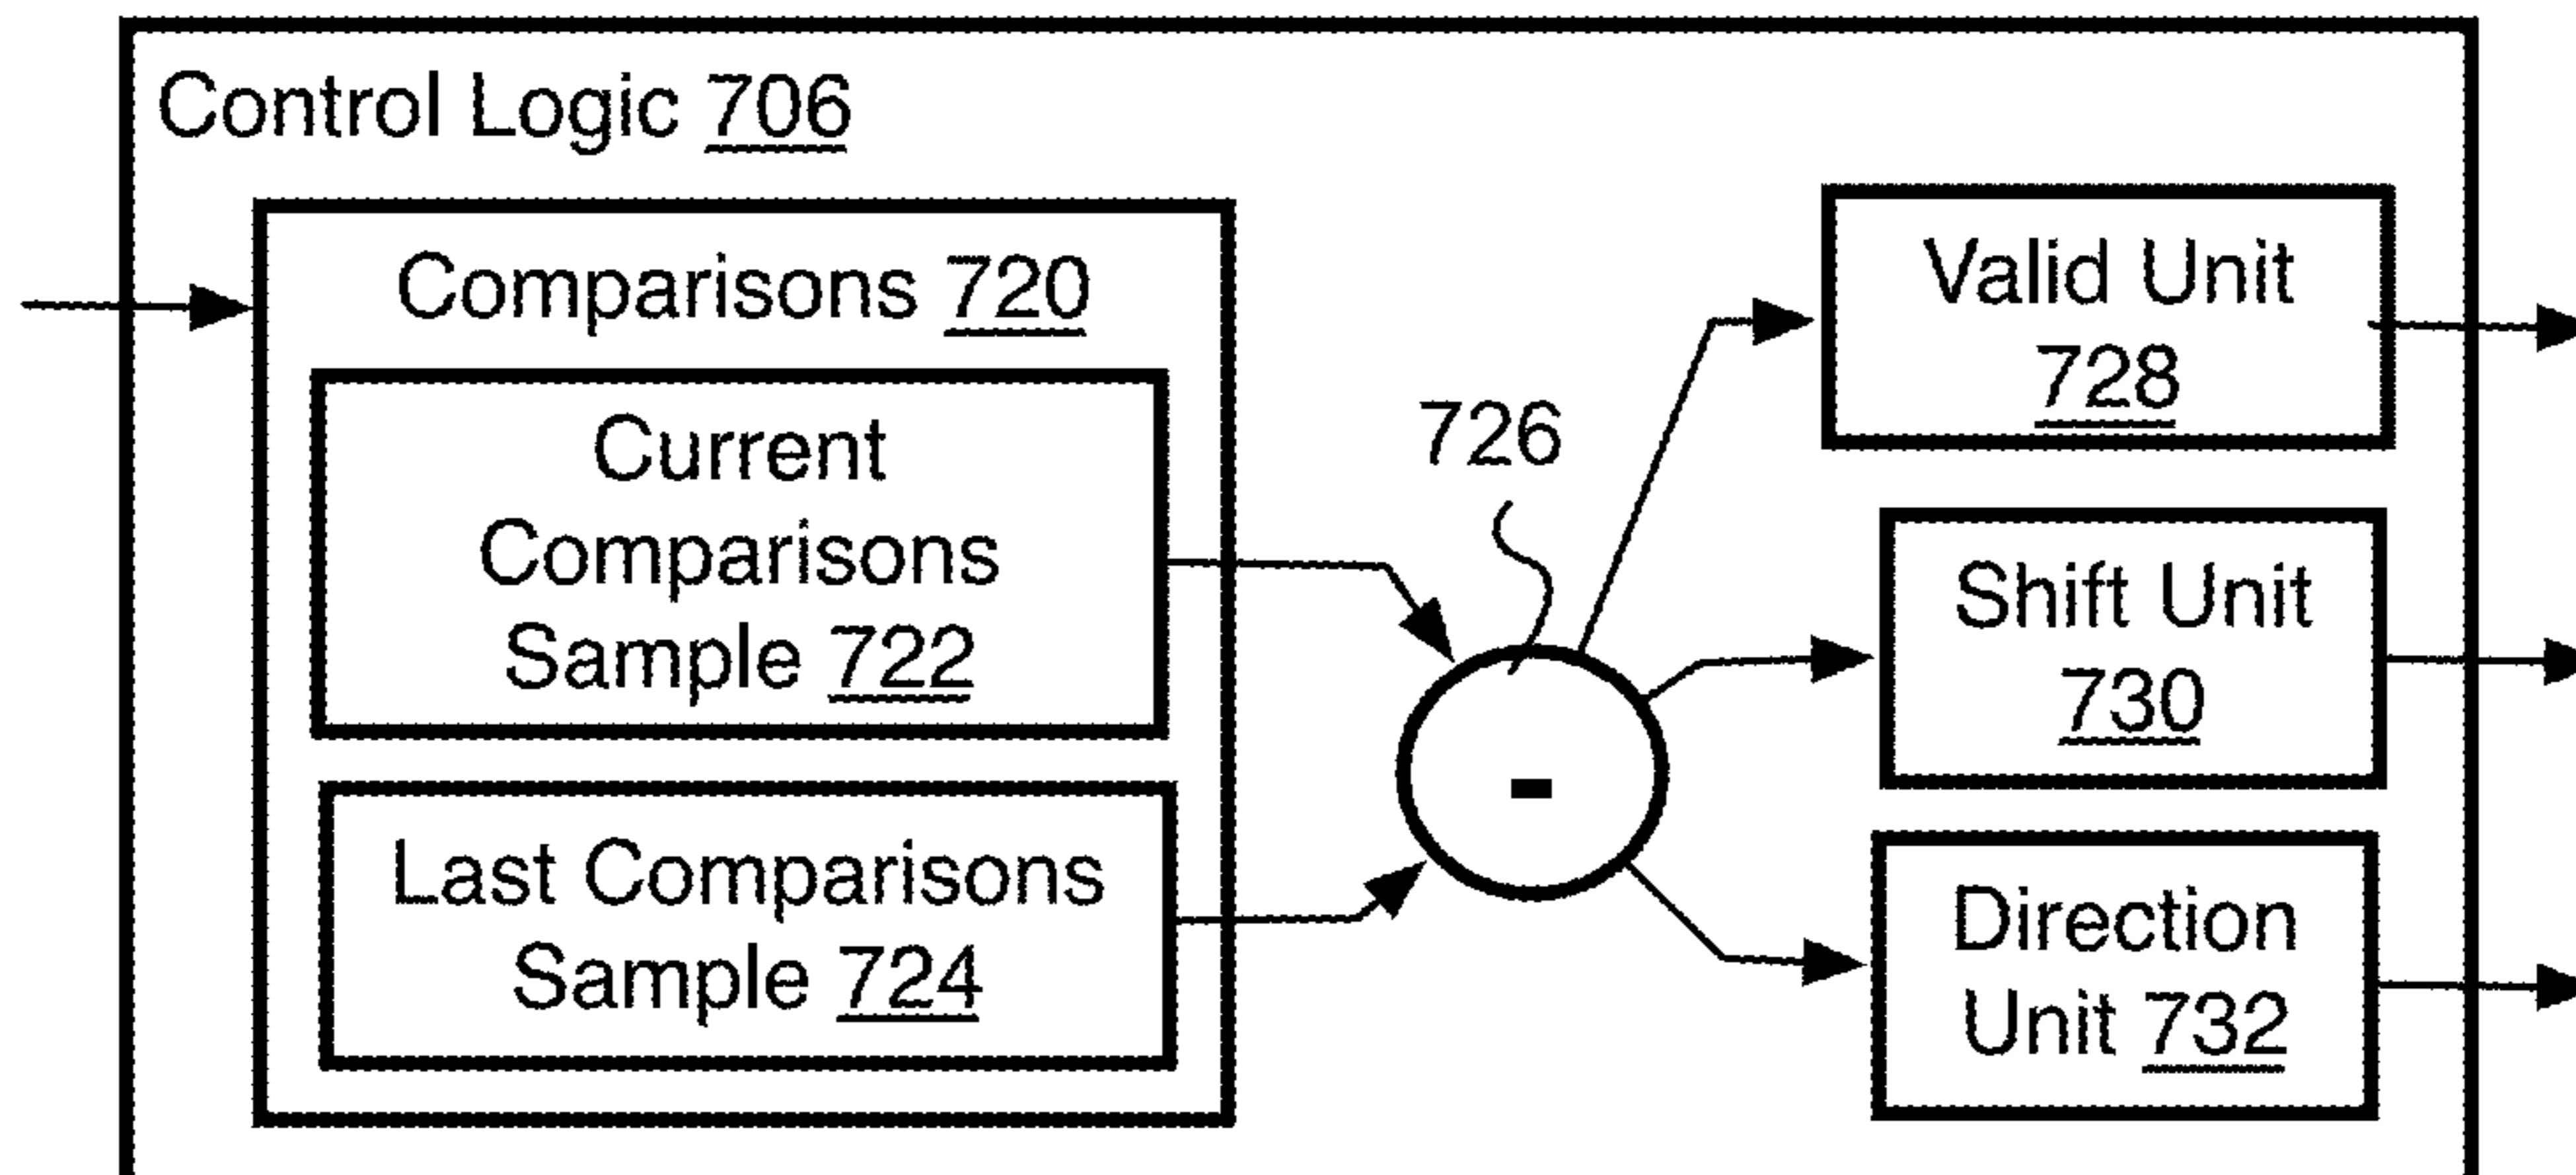 Control Logic 706
Comparisons 720
Current
Comparisons
Sample 722
Last Comparisons
Sample 724
726
-
Valid Unit
728
Shift Unit
730
Direction
Unit 732